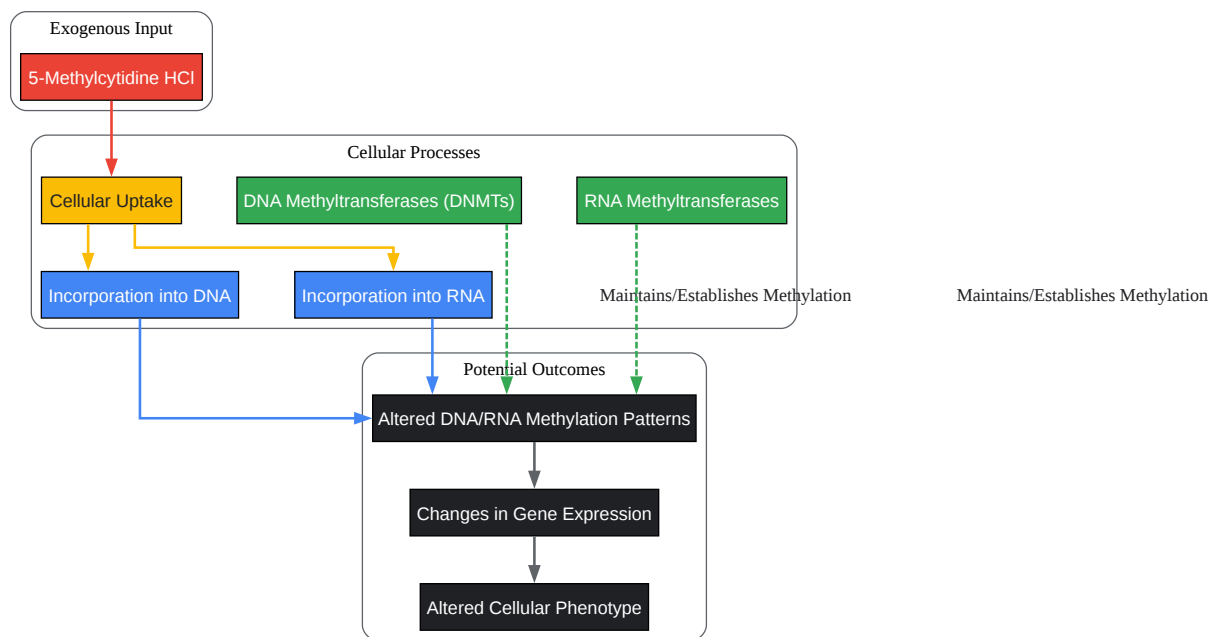 Exogenous Input
5-Methylcytidine HCl
Cellular Processes
Cellular Uptake
DNA Methyltransferases (DNMTs)
RNA Methyltransferases
Incorporation into DNA
Incorporation into RNA
Maintains/Establishes Methylation
Maintains/Establishes Methylation
Potential Outcomes
Altered DNA/RNA Methylation Patterns
Changes in Gene Expression
Altered Cellular Phenotype